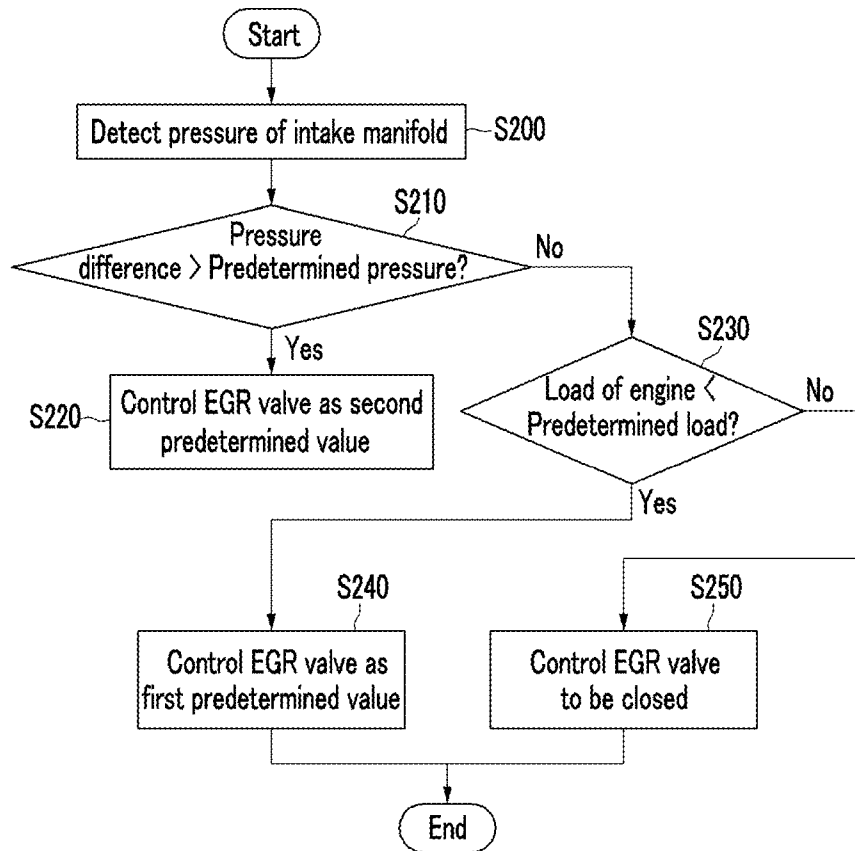 Start
Detect pressure of intake manifold
S200
S210
Pressure
difference > Predetermined pressure?
No
Yes
S220
Control EGR valve as second
predetermined value
S230
Load of engine <
Predetermined load?
No
Yes
S240
Control EGR valve as
first predetermined value
S250
Control EGR valve
to be closed
End